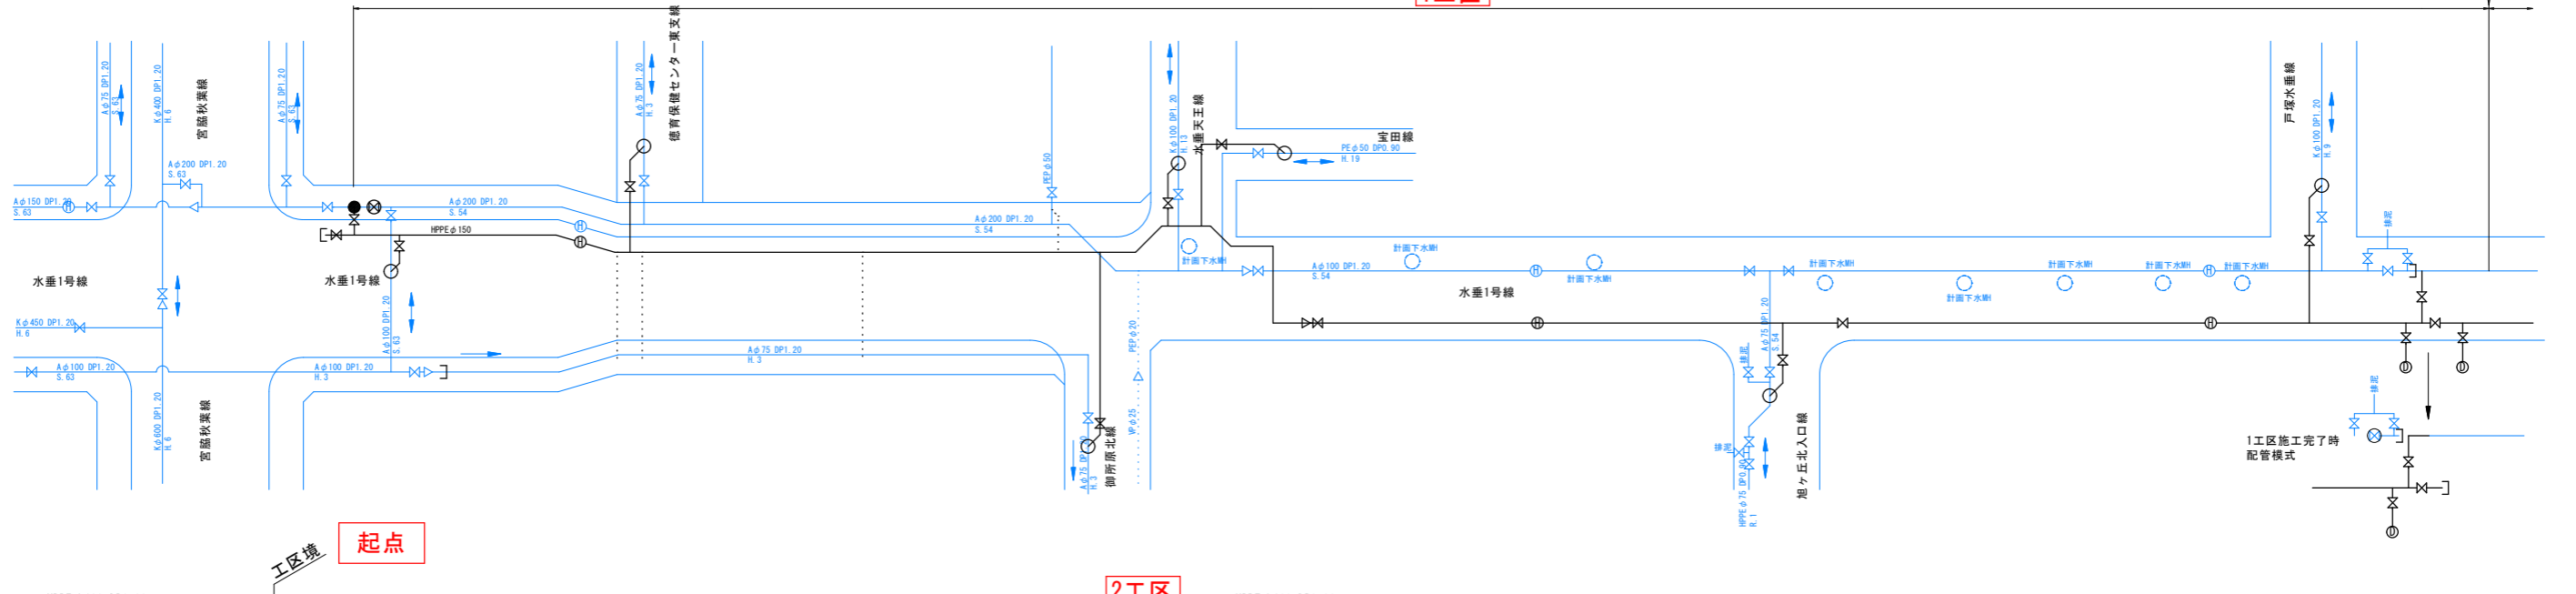 Aφ75 DP1.20
S.63
Kφ400 DP1.20
H.6
宮脇秋葉線
Aφ75 DP1.20
S.63
Aφ200 DP1.20
S.63
Aφ150 DP1.20
S.63
H
Aφ200 DP1.20
S.54
HPPEφ150
H
H
Aφ75 DP1.20
H.3
徳育保健センター東支線
PEPφ50
Aφ200 DP1.20
S.54
Kφ100 DP1.20
H.13
水垂天王線
宝田線
PEφ50 DP0.90
H.19
戸塚水垂線
Kφ100 DP1.20
H.9
排泥
計画下水MH
計画下水MH
計画下水MH
計画下水MH
計画下水MH
計画下水MH
計画下水MH
計画下水MH
Aφ100 DP1.20
S.54
H
H
水垂1号線
水垂1号線
水垂1号線
H
H
Kφ450 DP1.20
H.6
Aφ100 DP1.20
S.63
Aφ100 DP1.20
S.63
Aφ100 DP1.20
H.3
Aφ75 DP1.20
H.3
PEPφ20
VPφ25
Aφ75 DP1.20
S.54
排泥
排泥
D
D
Kφ600 DP1.20
H.6
宮脇秋葉線
H.3
御所原北線
HPPEφ75 DP0.90
R.1
旭ヶ丘北入口線
排泥
1工区施工完了時
配管模式
D
起点
工区境
2工区